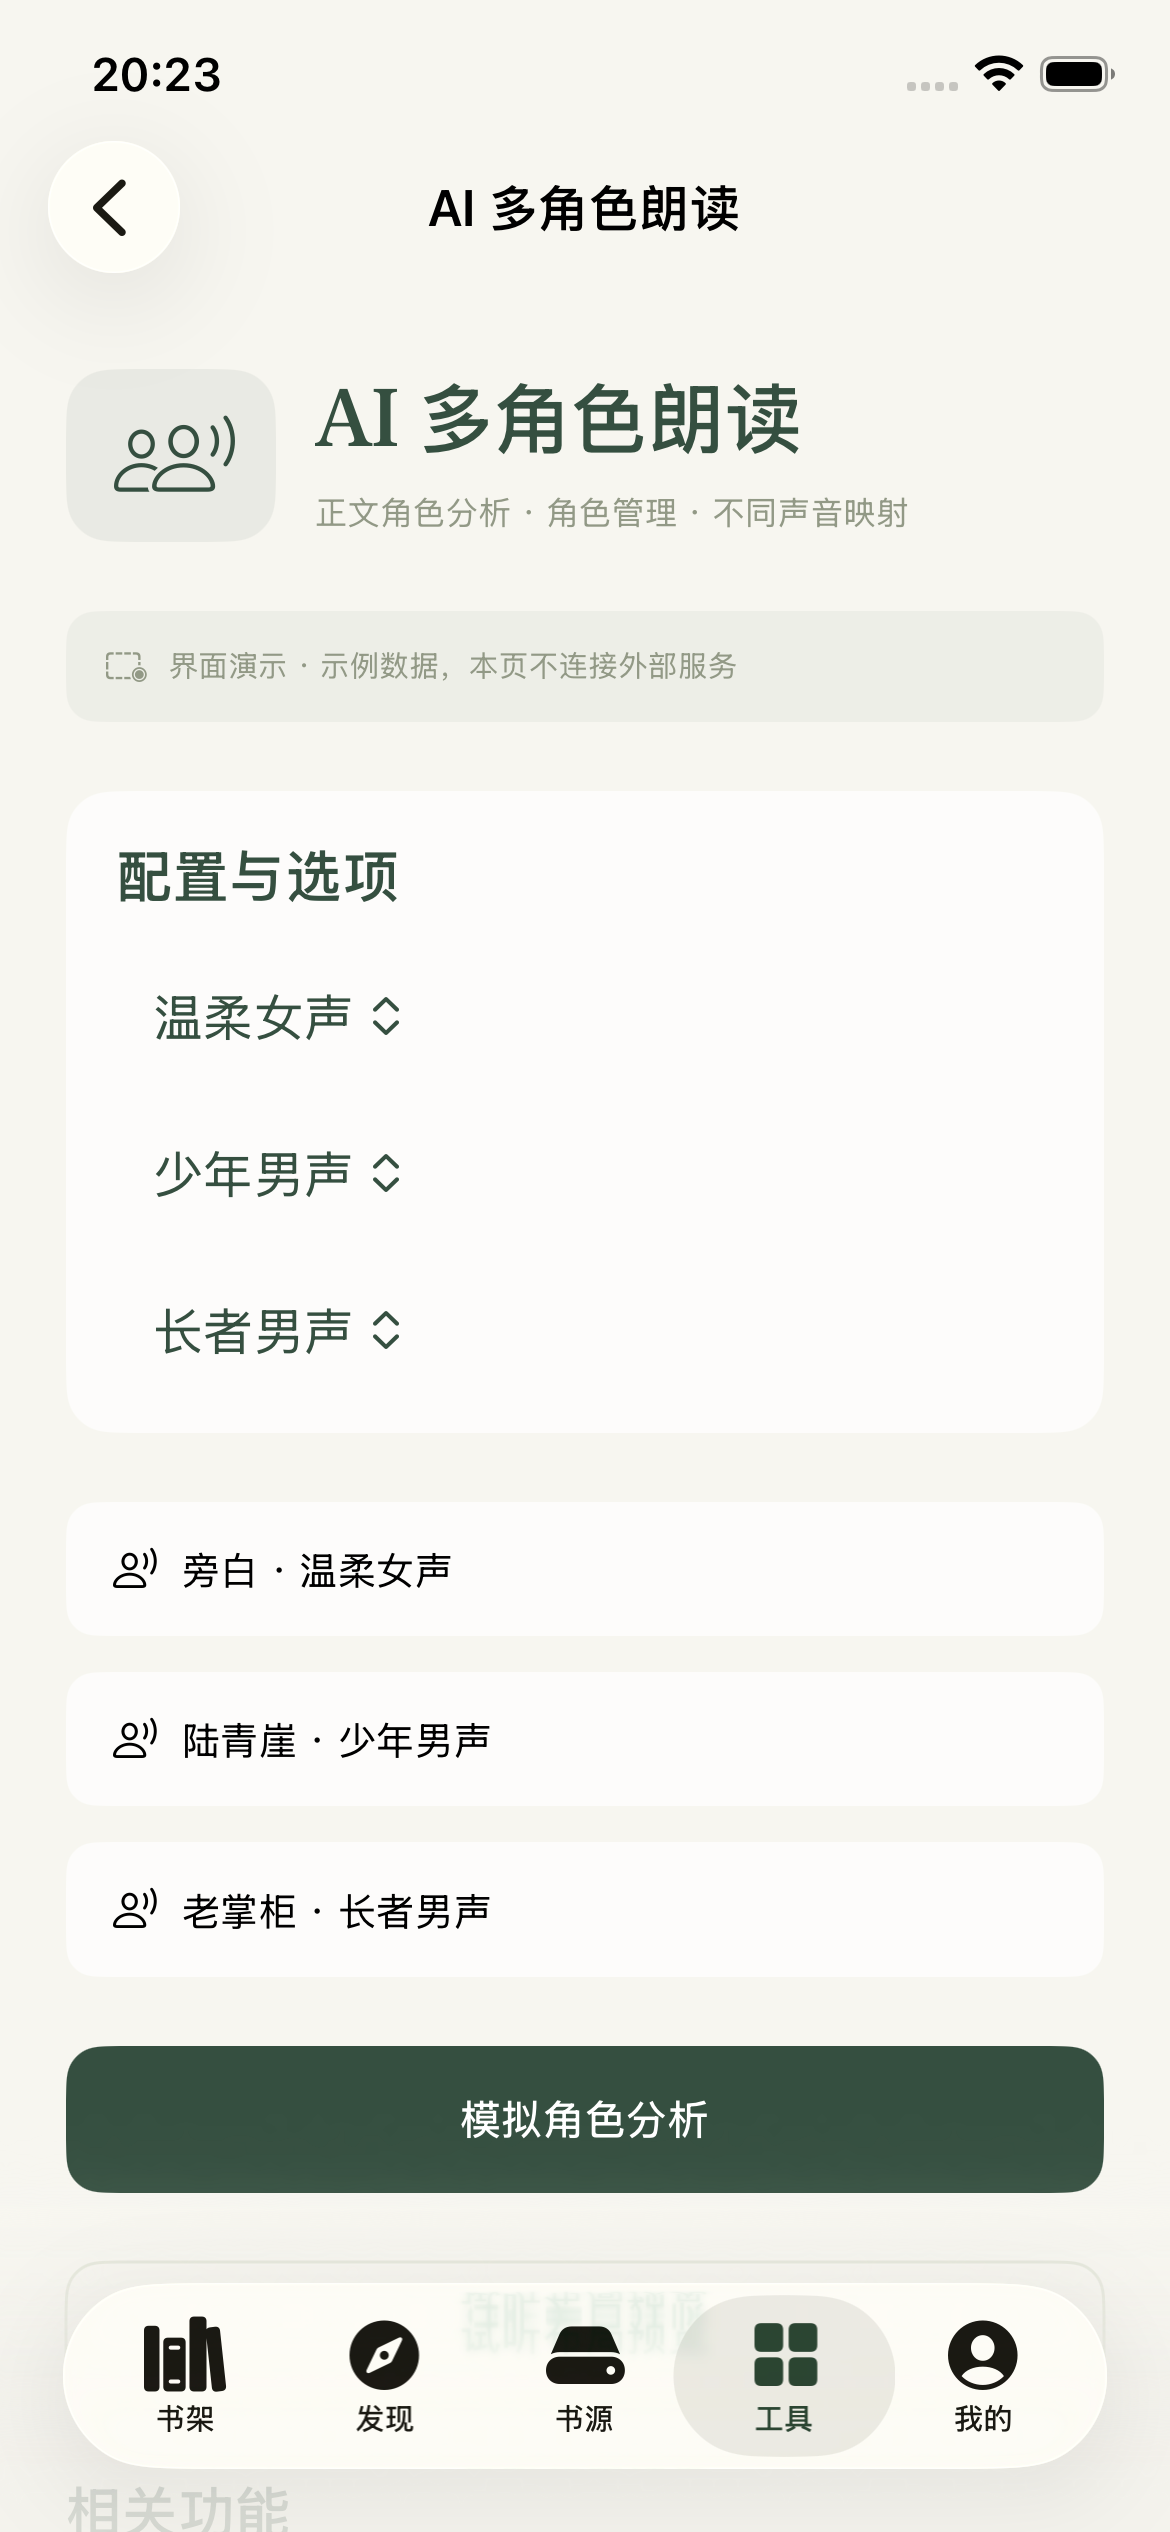 20:23
AI 多角色朗读
AI 多角色朗读
正文角色分析 · 角色管理 · 不同声音映射
界面演示 · 示例数据，本页不连接外部服务
配置与选项
温柔女声
少年男声
长者男声
旁白 · 温柔女声
陆青崖 · 少年男声
老掌柜 · 长者男声
模拟角色分析
书架
发现
书源
工具
我的
相关功能